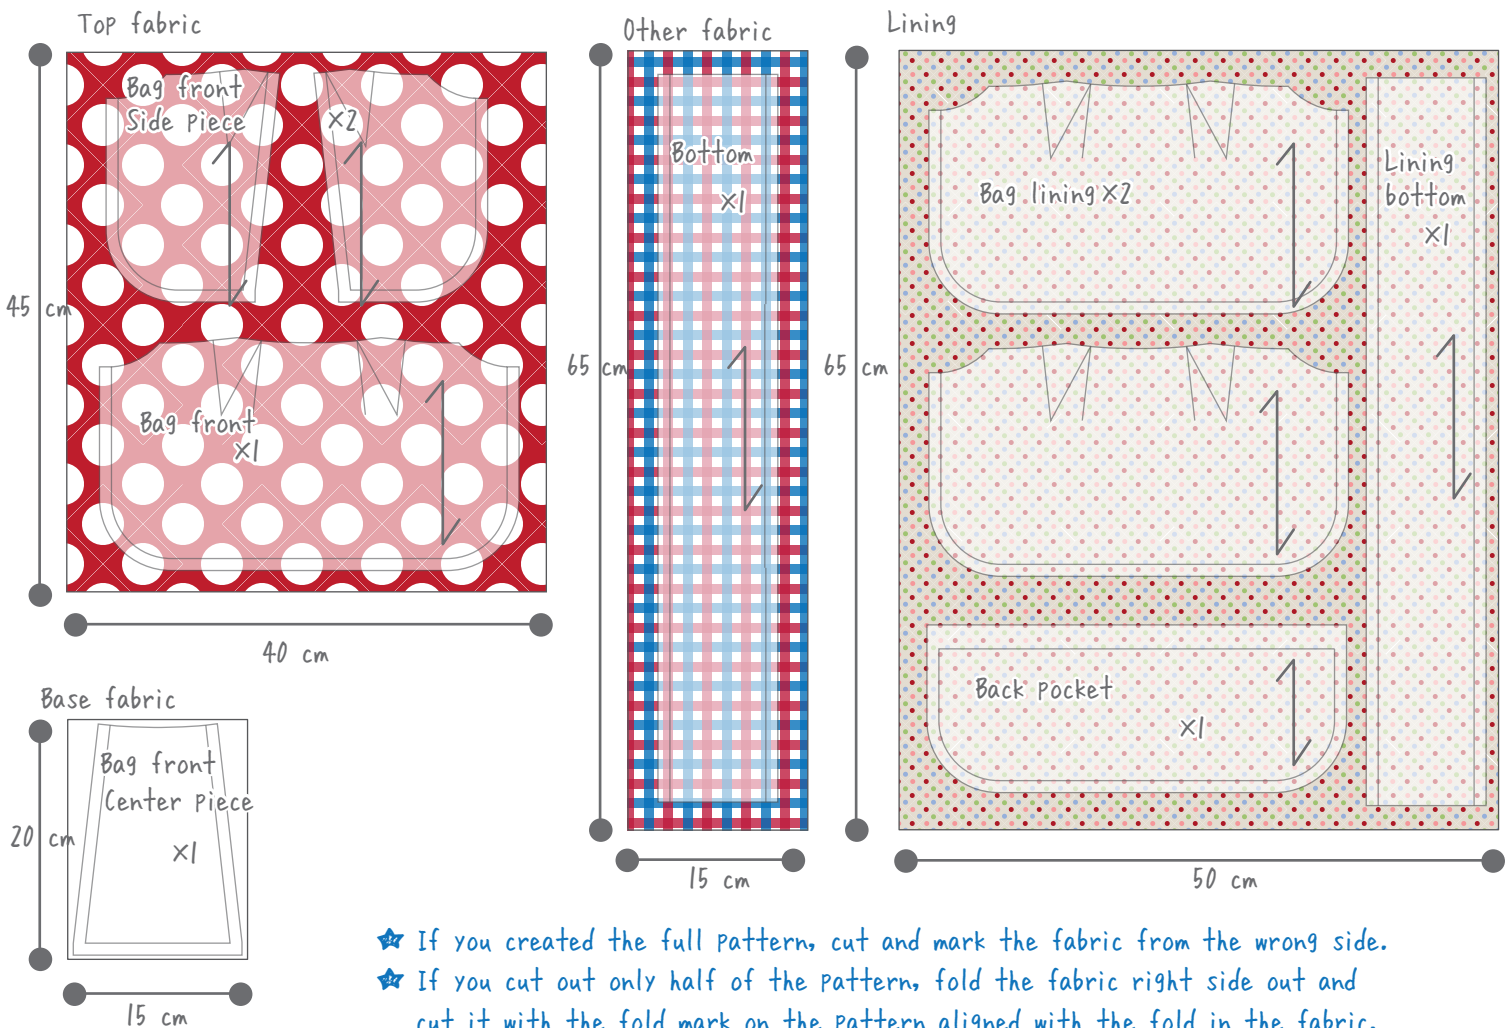 Top fabric
Bag front
Side piece
×2
45 cm
Bag front
×1
40 cm
Other fabric
Bottom
×1
65 cm
15 cm
Lining
Bag lining ×2
Lining
bottom
×1
65 cm
Back pocket
×1
50 cm
Base fabric
Bag front
Center piece
×1
20 cm
15 cm
If you created the full pattern, cut and mark the fabric from the wrong side.
If you cut out only half of the pattern, fold the fabric right side out and
cut it with the fold mark on the pattern aligned with the fold in the fabric.